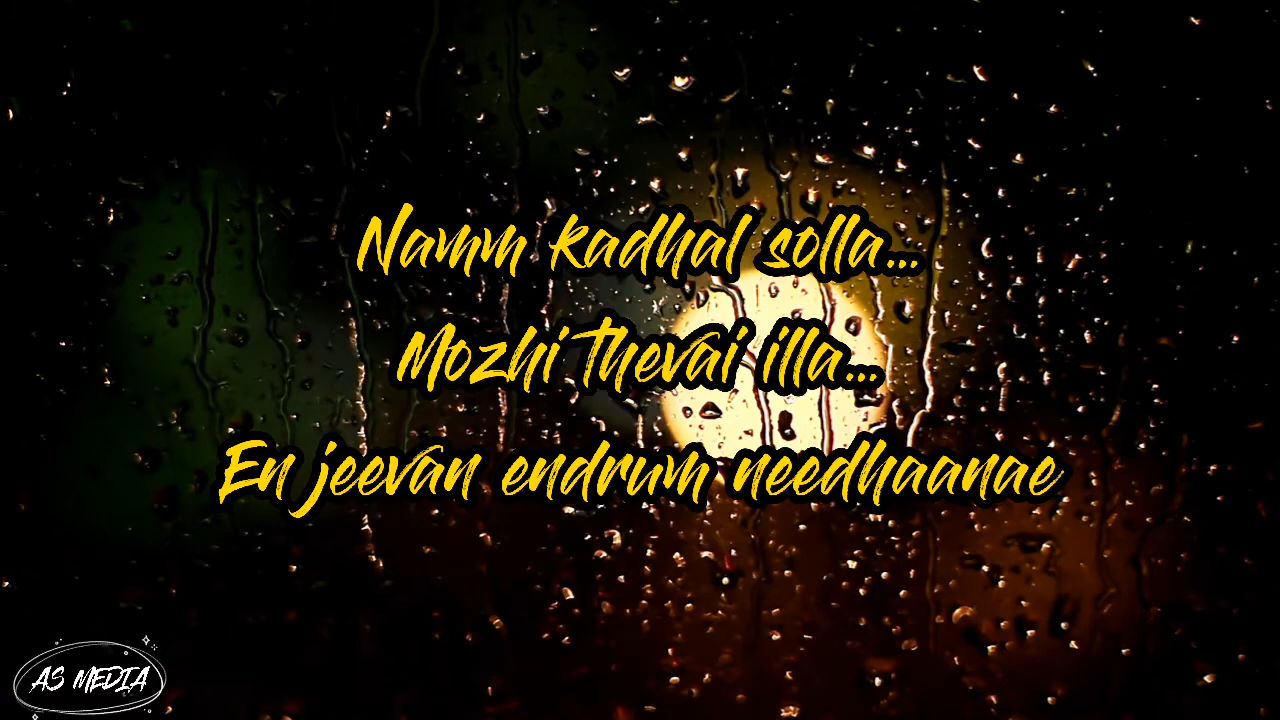 Namm kadhal solla...
Mozhi thevai illa...
En jeevan endrum needhaanae
AS MEDIA